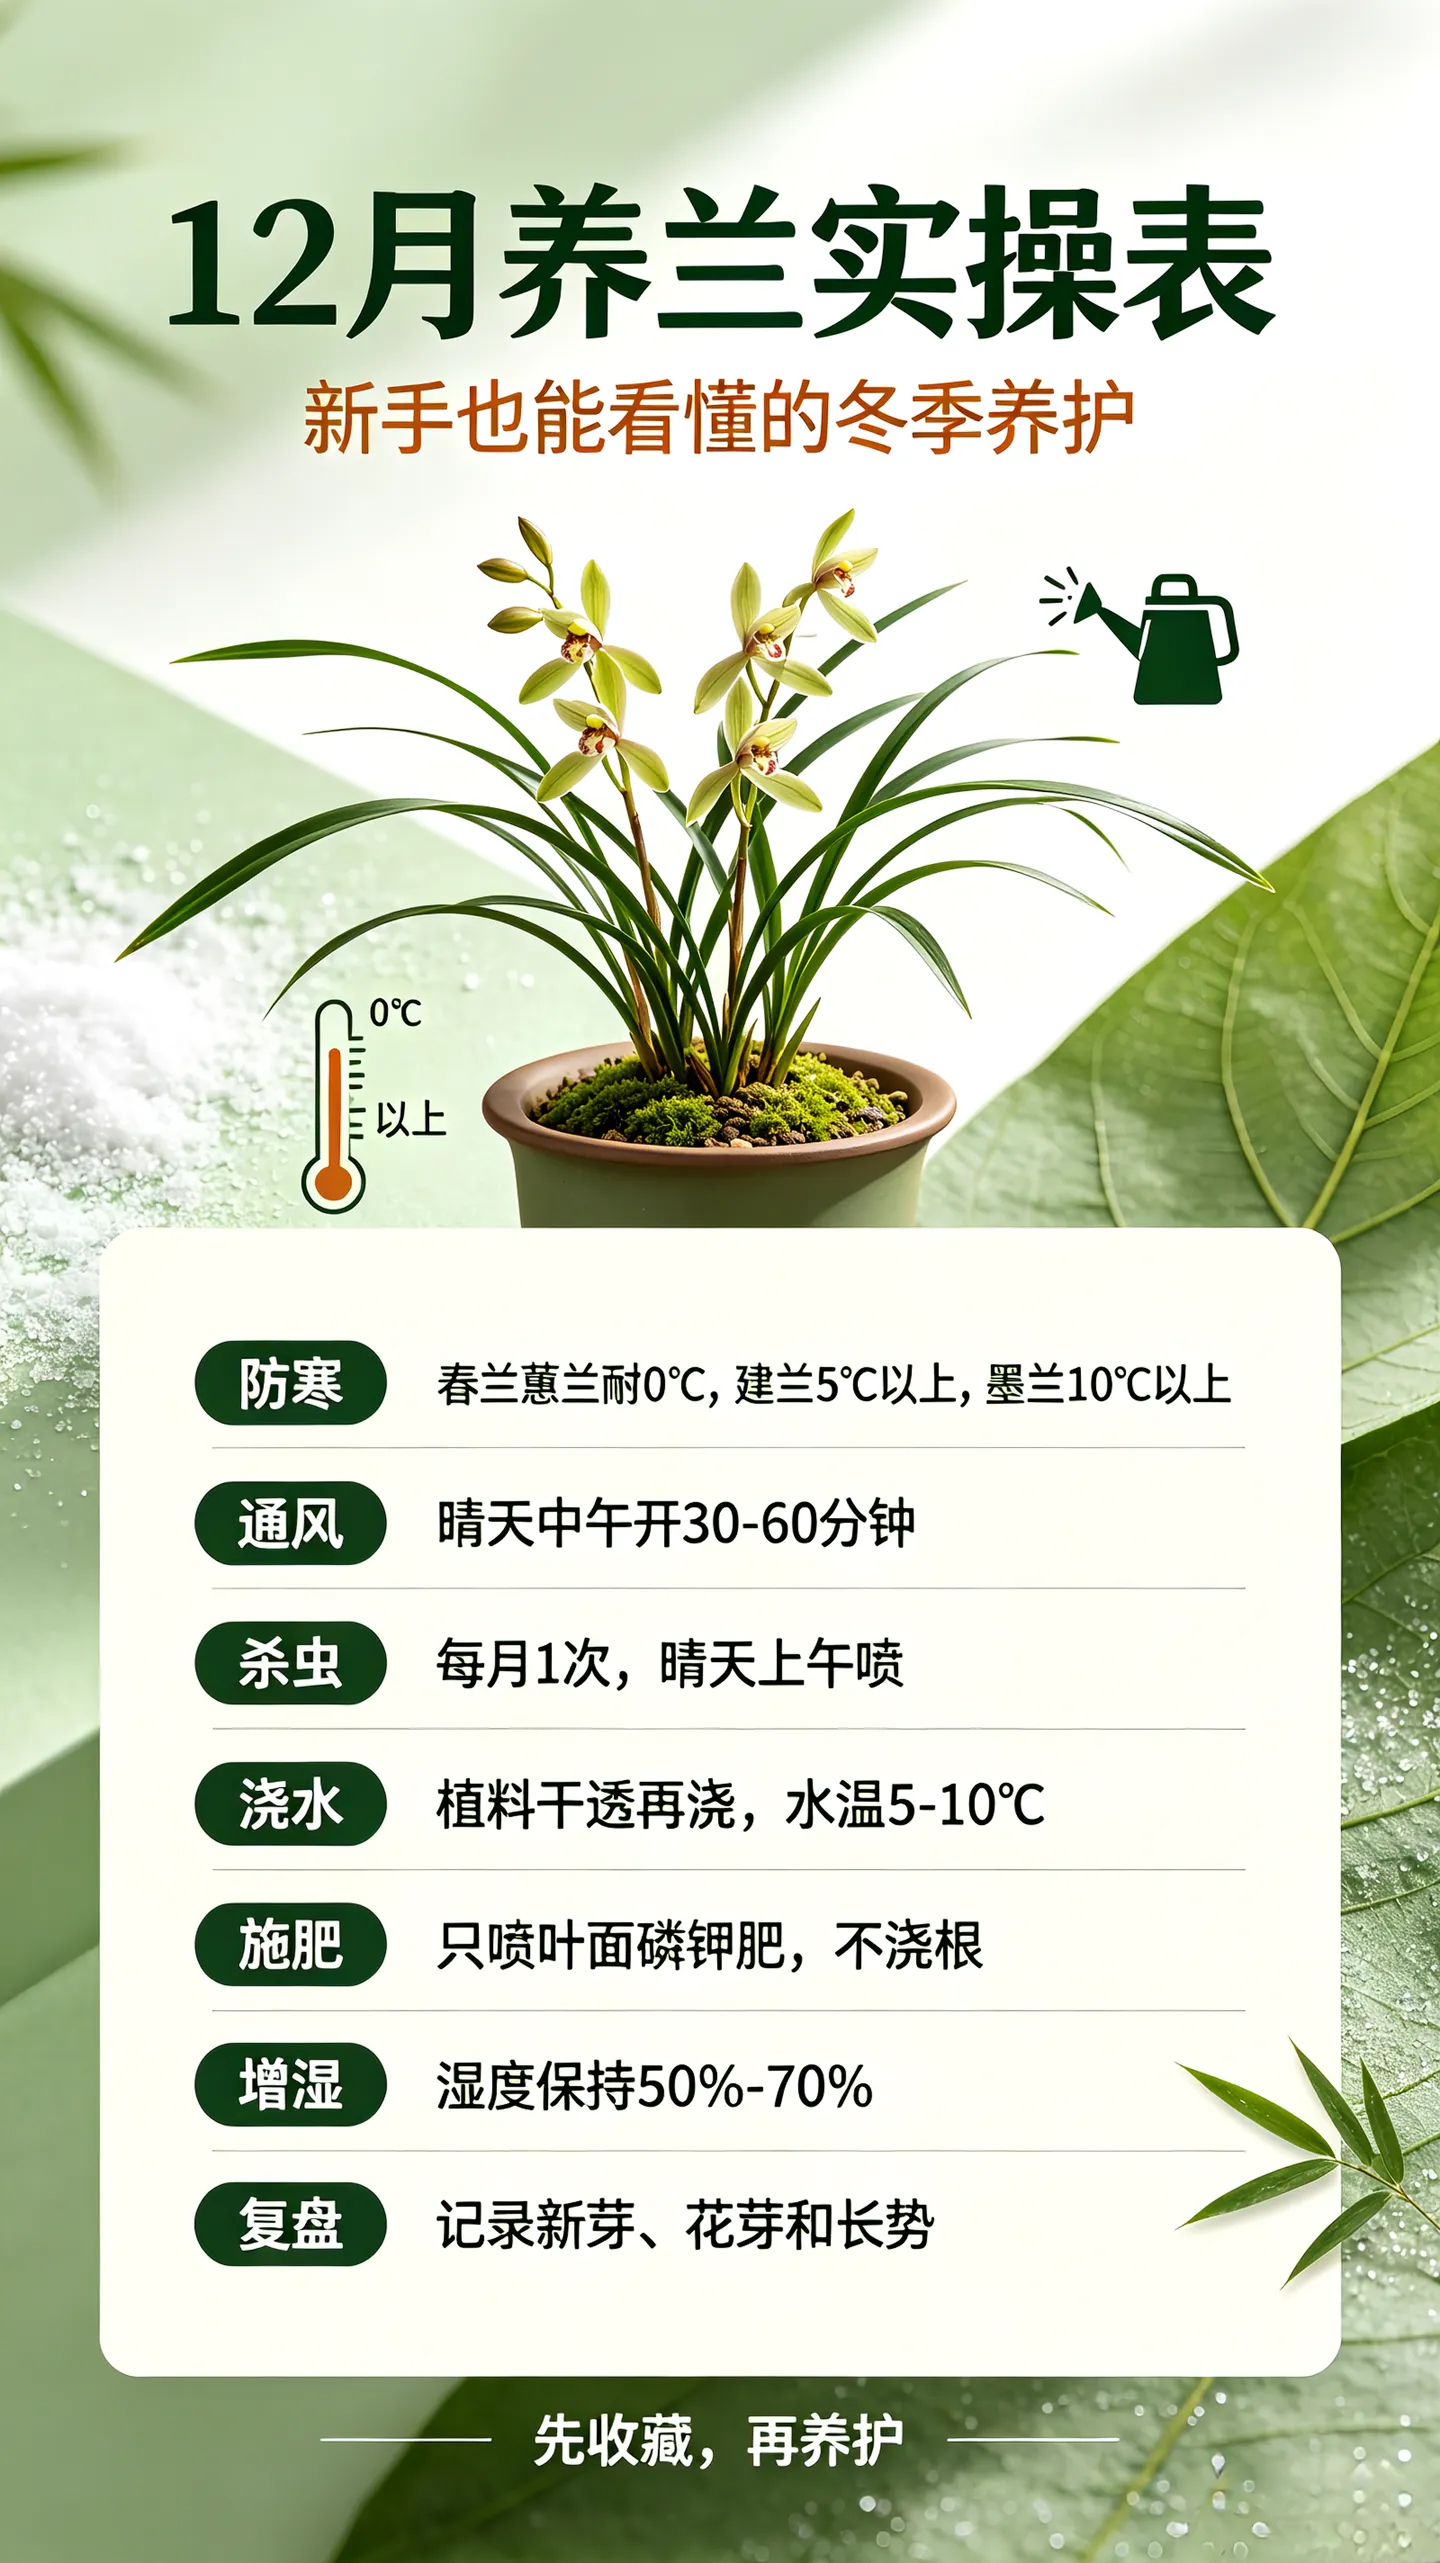 12月养兰实操表
新手也能看懂的冬季养护
0℃
以上
防寒 春兰蕙兰耐0℃, 建兰5℃以上, 墨兰10℃以上
通风 晴天中午开30-60分钟
杀虫 每月1次，晴天上午喷
浇水 植料干透再浇，水温5-10℃
施肥 只喷叶面磷钾肥，不浇根
增湿 湿度保持50%-70%
复盘 记录新芽、花芽和长势
先收藏，再养护